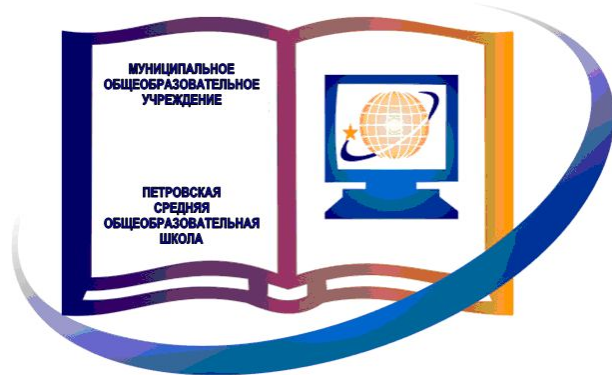 МУНИЦИПАЛЬНОЕ
ОБЩЕОБРАЗОВАТЕЛЬНОЕ
УЧРЕЖДЕНИЕ
ПЕТРОВСКАЯ
СРЕДНЯЯ
ОБЩЕОБРАЗОВАТЕЛЬНАЯ
ШКОЛА